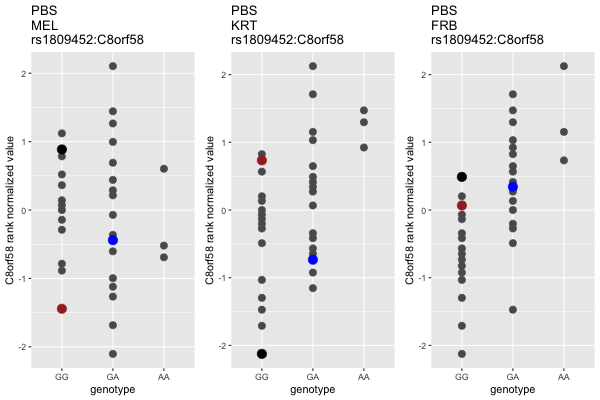 PBS
MEL
rs1809452:C8orf58
C8orf58 rank normalized value
2
1
0
-1
-2
GG
GA
AA
genotype
PBS
KRT
rs1809452:C8orf58
C8orf58 rank normalized value
2
1
0
-1
-2
GG
GA
AA
genotype
PBS
FRB
rs1809452:C8orf58
C8orf58 rank normalized value
2
1
0
-1
-2
GG
GA
AA
genotype